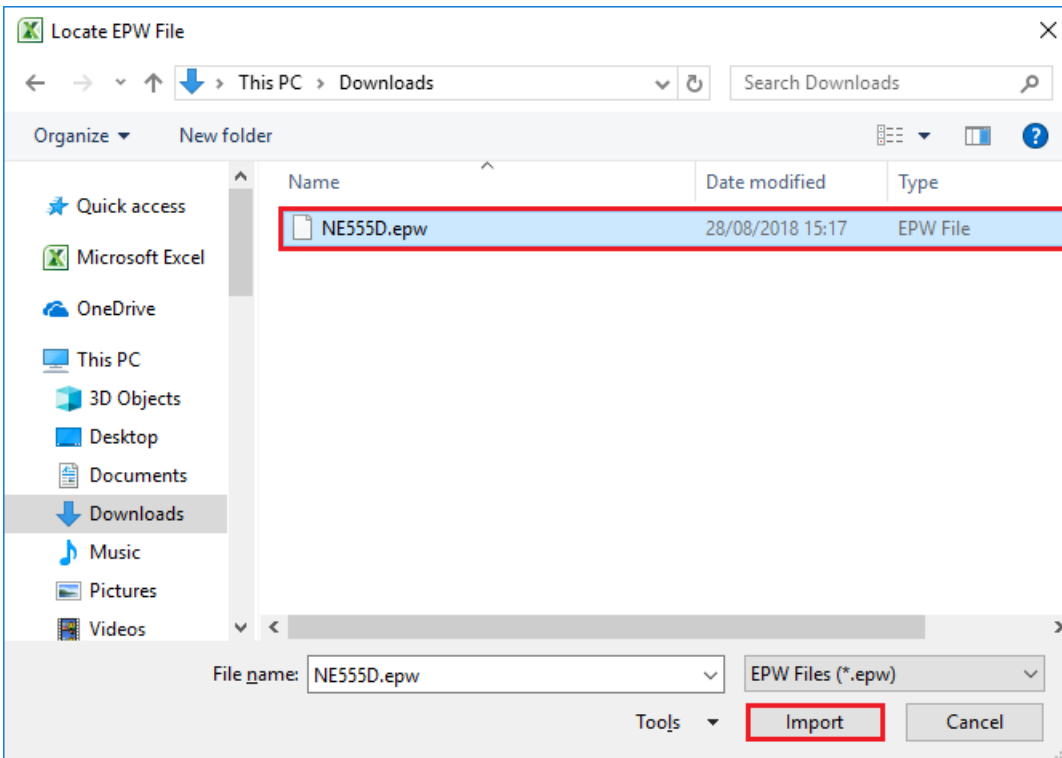 Locate EPW File
This PC > Downloads
Search Downloads
Organize
New folder
?
Name
Date modified
Type
Quick access
NE555D.epw
28/08/2018 15:17
EPW File
Microsoft Excel
OneDrive
This PC
3D Objects
Desktop
Documents
Downloads
Music
Pictures
Videos
File name:
NE555D.epw
EPW Files (*.epw)
Tools
Import
Cancel